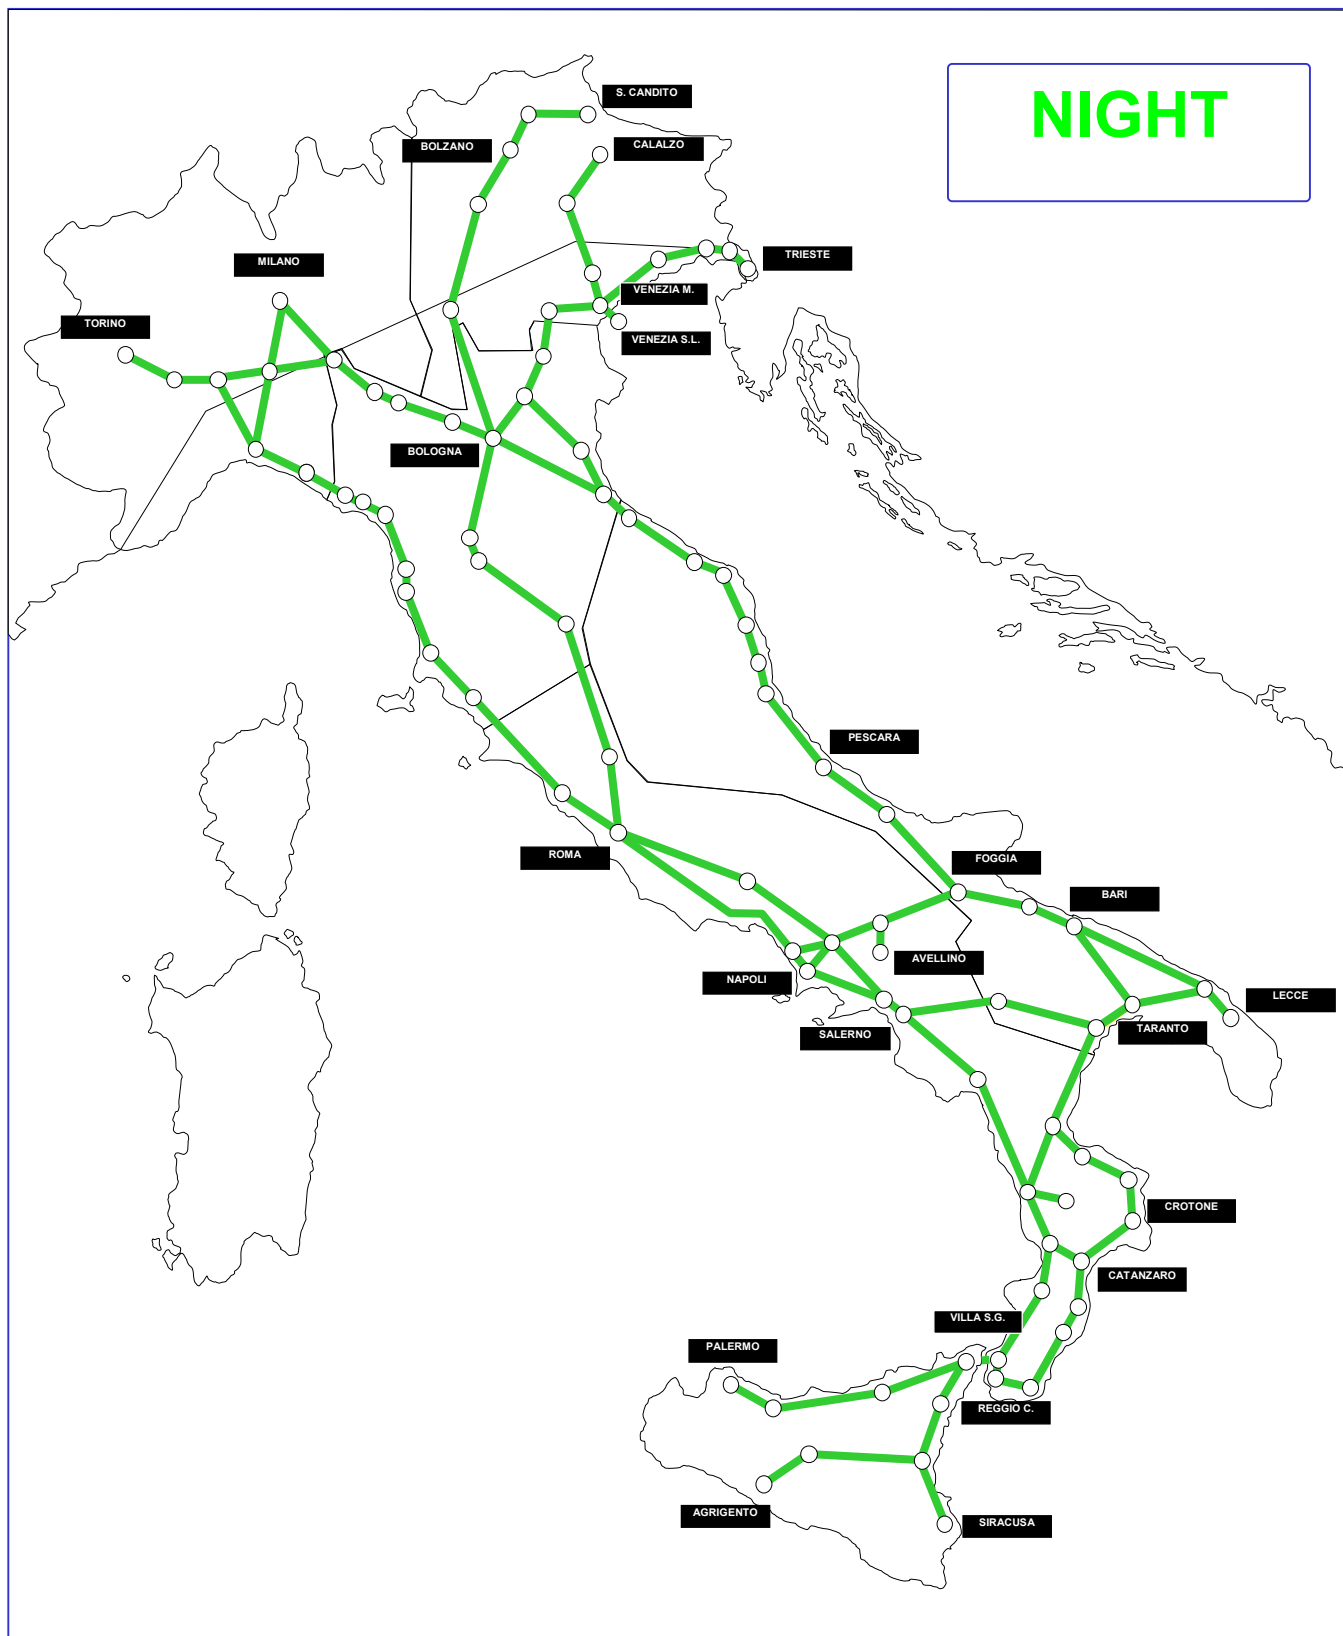 NIGHT
S. CANDITO
BOLZANO
CALALZO
TRIESTE
MILANO
VENEZIA M.
TORINO
VENEZIA S.L.
BOLOGNA
PESCARA
ROMA
FOGGIA
BARI
AVELLINO
NAPOLI
LECCE
SALERNO
TARANTO
CROTONE
CATANZARO
VILLA S.G.
PALERMO
REGGIO C.
AGRIGENTO
SIRACUSA